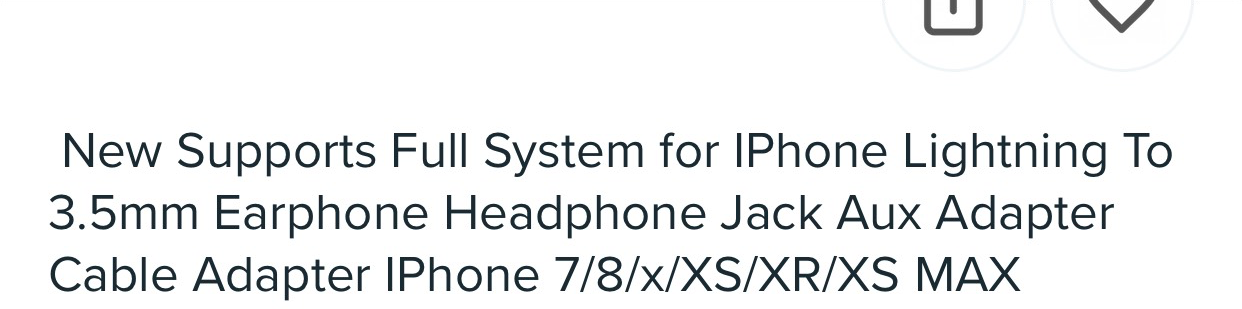 New Supports Full System for IPhone Lightning To
3.5mm Earphone Headphone Jack Aux Adapter
Cable Adapter IPhone 7/8/x/XS/XR/XS MAX